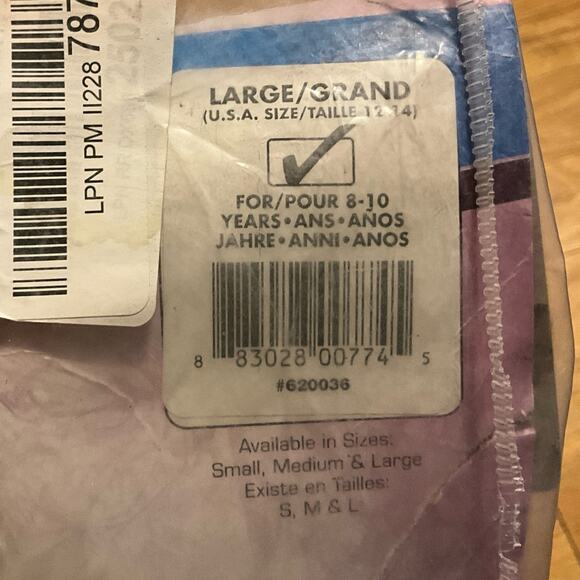 LPN PM II228 787
LARGE/GRAND
(U.S.A. SIZE/TAILLE 12-14)
FOR/POUR 8-10
YEARS•ANS•AÑOS
JAHRE•ANNI•ANOS
8 83028 00774 5
#620036
Available in Sizes:
Small, Medium & Large
Existe en Tailles:
S, M & L